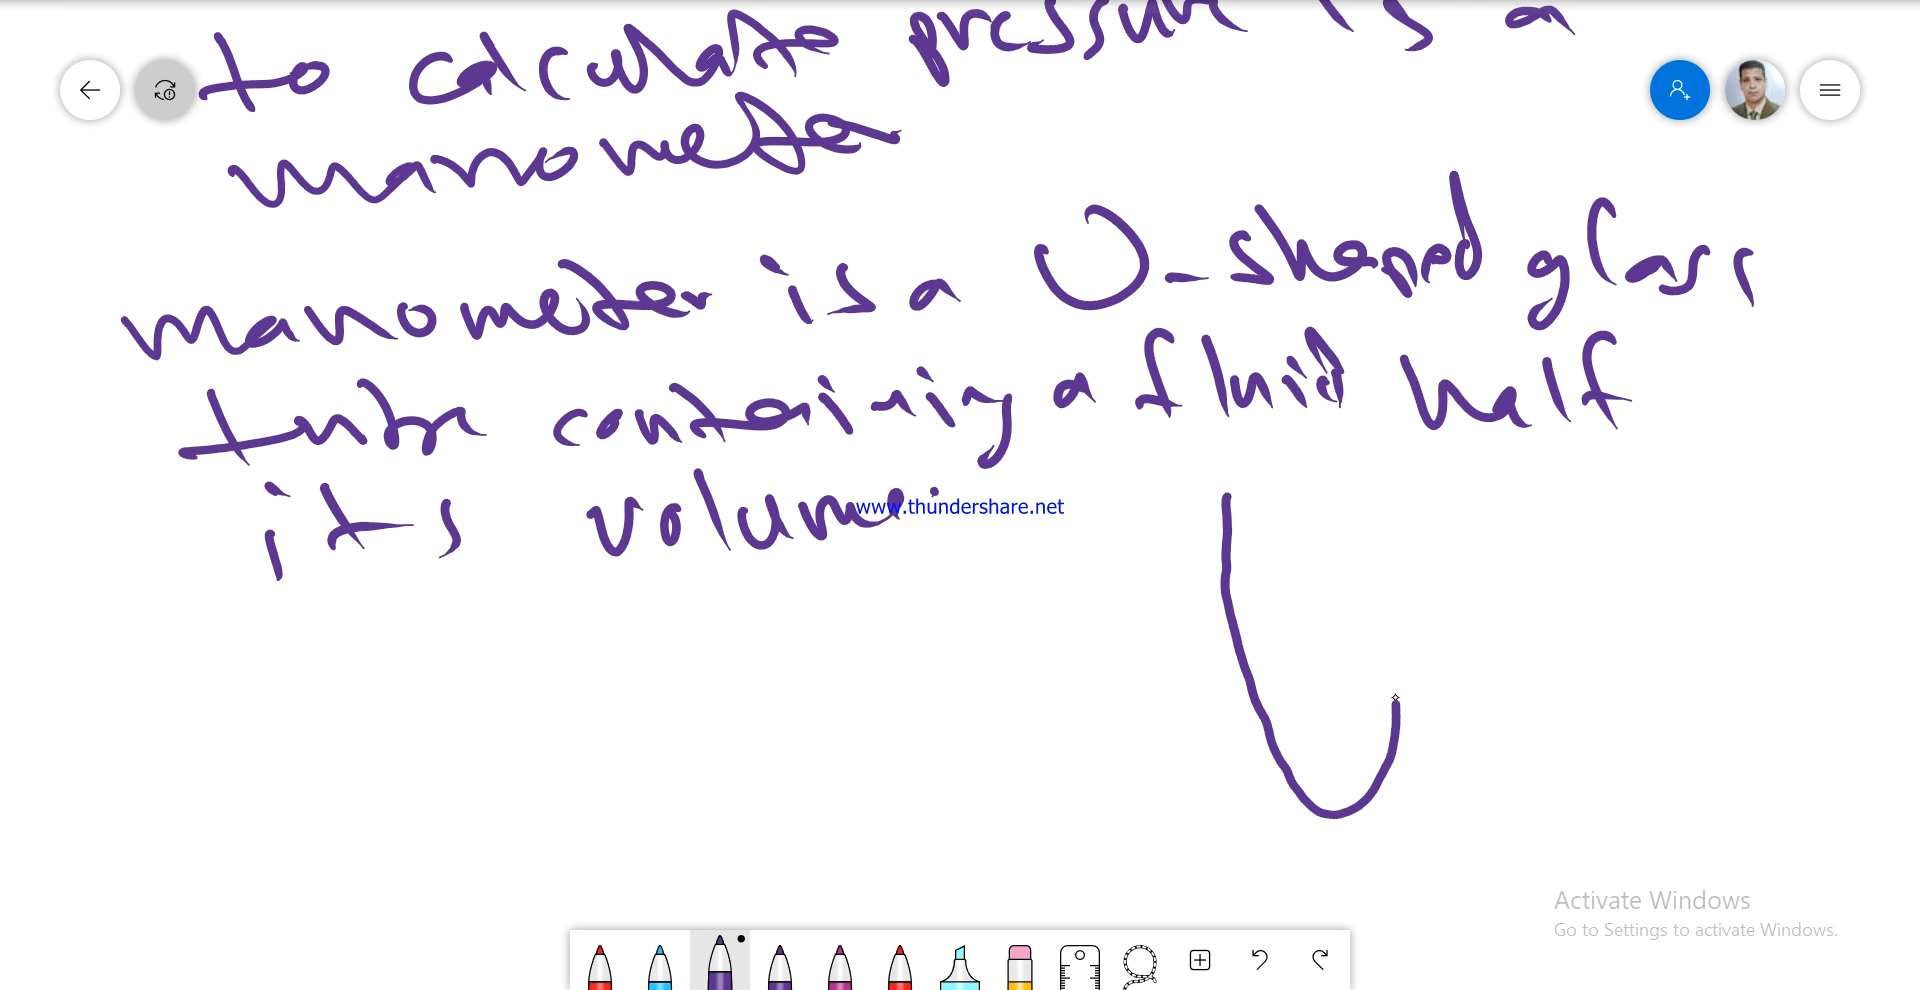 to calculate pressure is a
manometer
manometer is a U-shaped glass
tube containing a fluid half
its volume.
www.thundershare.net
Activate Windows
Go to Settings to activate Windows.